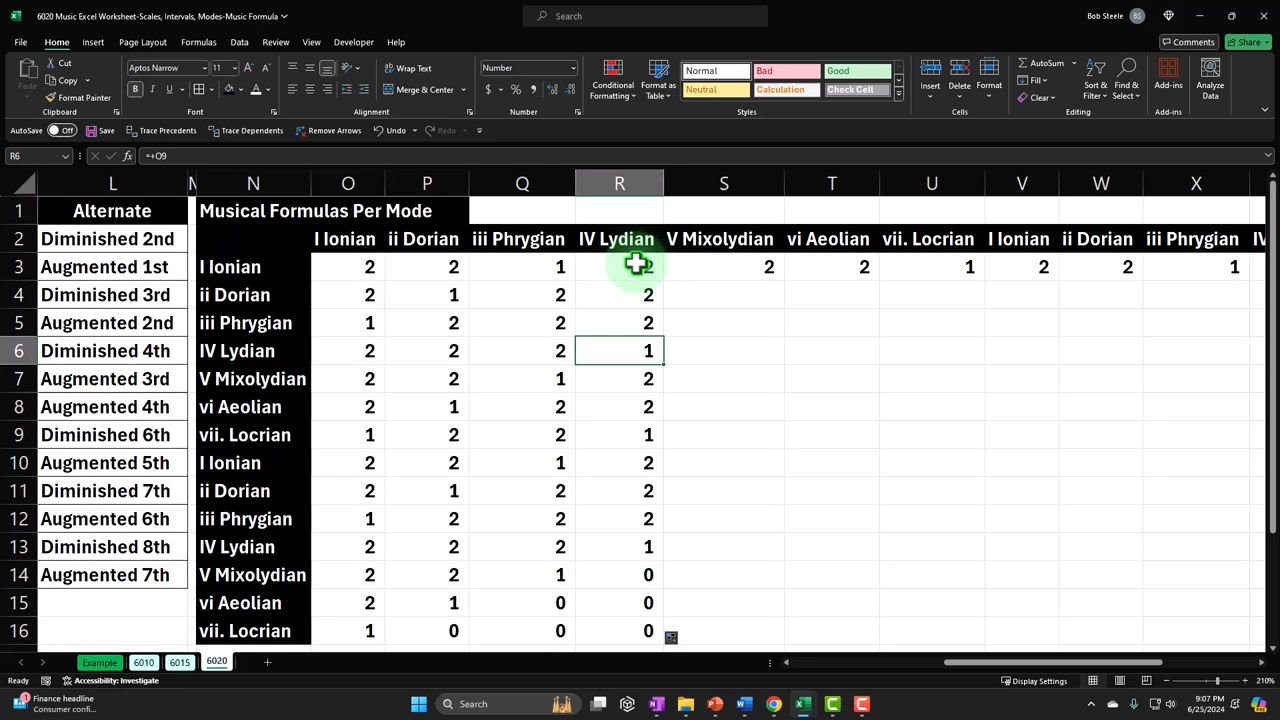 6020 Music Excel Worksheet-Scales, Intervals, Modes-Music Formula
Search
Bob Steele BS
File Home Insert Page Layout Formulas Data Review View Developer Help Comments Share
Cut Aptos Narrow 11 Wrap Text Number Normal Bad Good AutoSum
Copy Fill
Paste Format Painter Merge & Center Conditional Formatting Format as Table Neutral Calculation Check Cell Insert Delete Format Clear Sort & Filter Find & Select Add-ins Analyze Data
Clipboard Font Alignment Number Styles Cells Editing Add-ins
AutoSave Off Save Trace Precedents Trace Dependents Remove Arrows Undo Redo
R6 fx =+O9
L M N O P Q R S T U V W X
1 Alternate Musical Formulas Per Mode
2 Diminished 2nd I Ionian ii Dorian iii Phrygian IV Lydian V Mixolydian vi Aeolian vii. Locrian I Ionian ii Dorian iii Phrygian IV
3 Augmented 1st I Ionian 2 2 1 2 2 2 1 2 2 1
4 Diminished 3rd ii Dorian 2 1 2 2
5 Augmented 2nd iii Phrygian 1 2 2 2
6 Diminished 4th IV Lydian 2 2 2 1
7 Augmented 3rd V Mixolydian 2 2 1 2
8 Augmented 4th vi Aeolian 2 1 2 2
9 Diminished 6th vii. Locrian 1 2 2 1
10 Augmented 5th I Ionian 2 2 1 2
11 Diminished 7th ii Dorian 2 1 2 2
12 Augmented 6th iii Phrygian 1 2 2 2
13 Diminished 8th IV Lydian 2 2 2 1
14 Augmented 7th V Mixolydian 2 2 1 0
15 vi Aeolian 2 1 0 0
16 vii. Locrian 1 0 0 0
Example 6010 6015 6020
Ready Accessibility: Investigate Display Settings 210%
Finance headline
Consumer confi...
Search
9:07 PM
6/25/2024